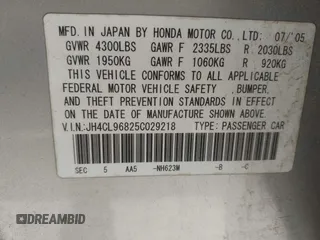 MFD. IN JAPAN BY HONDA MOTOR CO.,LTD. 07/'05
GVWR 4300LBS GAWR F 2335LBS R 2030LBS
GVWR 1950KG GAWR F 1060KG R 920KG
THIS VEHICLE CONFORMS TO ALL APPLICABLE
FEDERAL MOTOR VEHICLE SAFETY ,BUMPER,
AND THEFT PREVENTION STANDARDS IN EFFECT
ON THE DATE OF MANUFACTURE SHOWN ABOVE.
V.I.N:JH4CL96825C029218 TYPE: PASSENGER CAR
SEC 5 AA5 -NH623M -B -C
DREAMBID